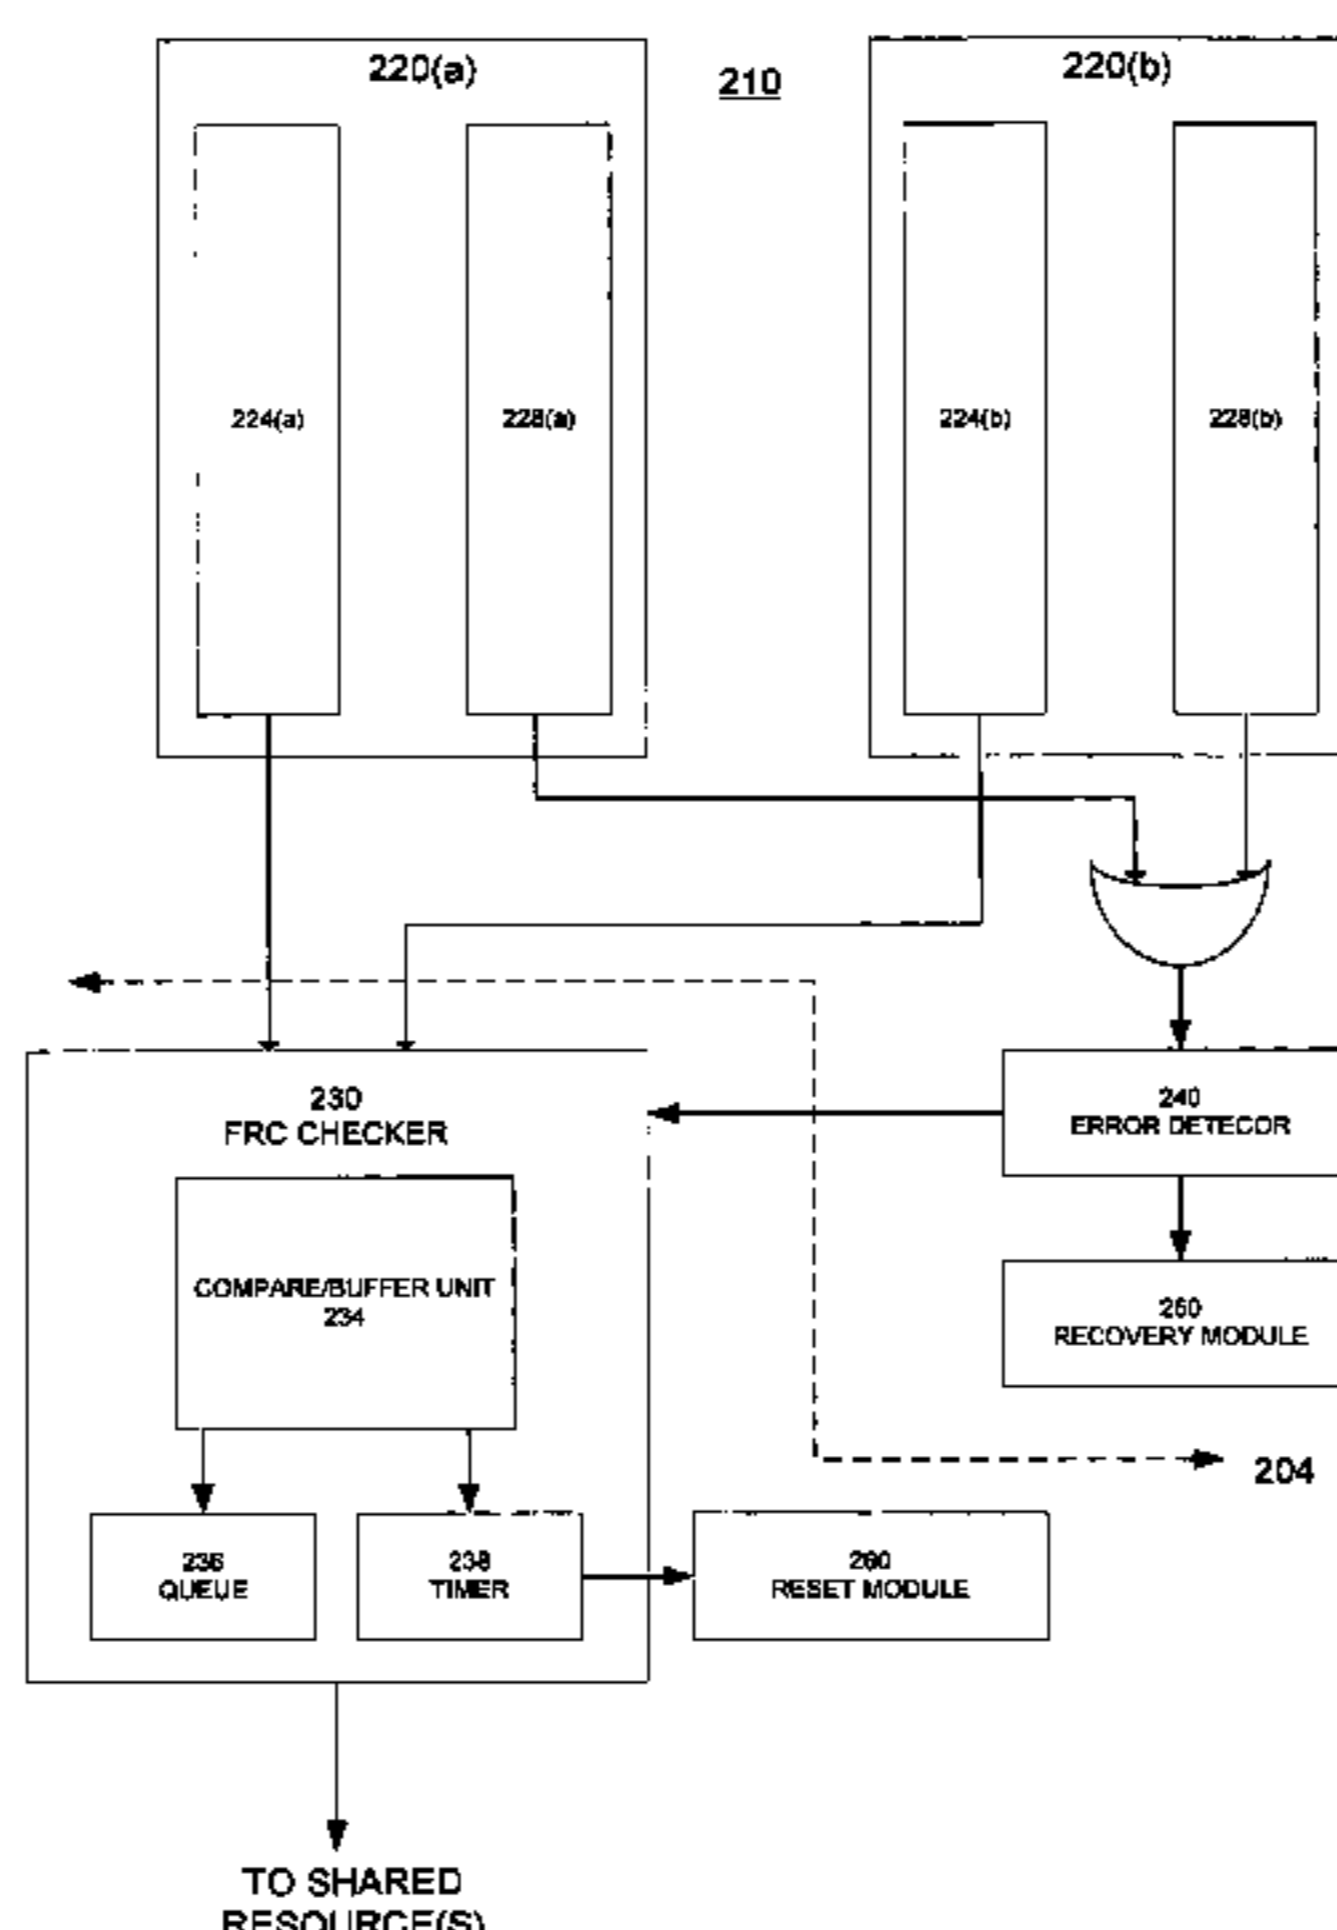 220(a)
210
220(b)
224(a)
228(a)
224(b)
228(b)
230
FRC CHECKER
240
ERROR DETECOR
COMPARE/BUFFER UNIT
234
250
RECOVERY MODULE
204
236
QUEUE
238
TIMER
260
RESET MODULE
TO SHARED
RESOURCE(S)